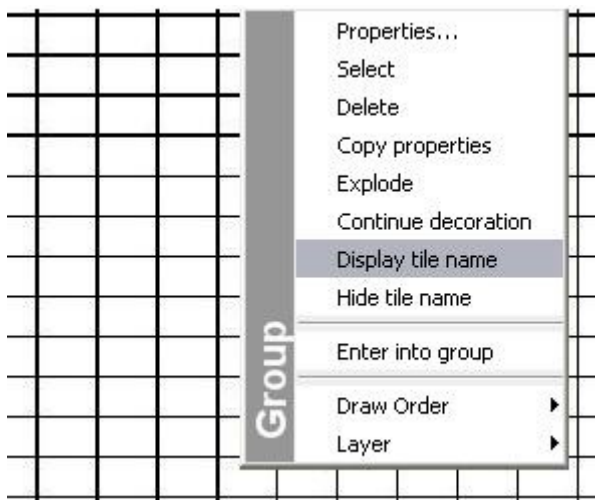 Properties...
Select
Delete
Copy properties
Explode
Continue decoration
Display tile name
Hide tile name
Enter into group
Draw Order
Layer
Group